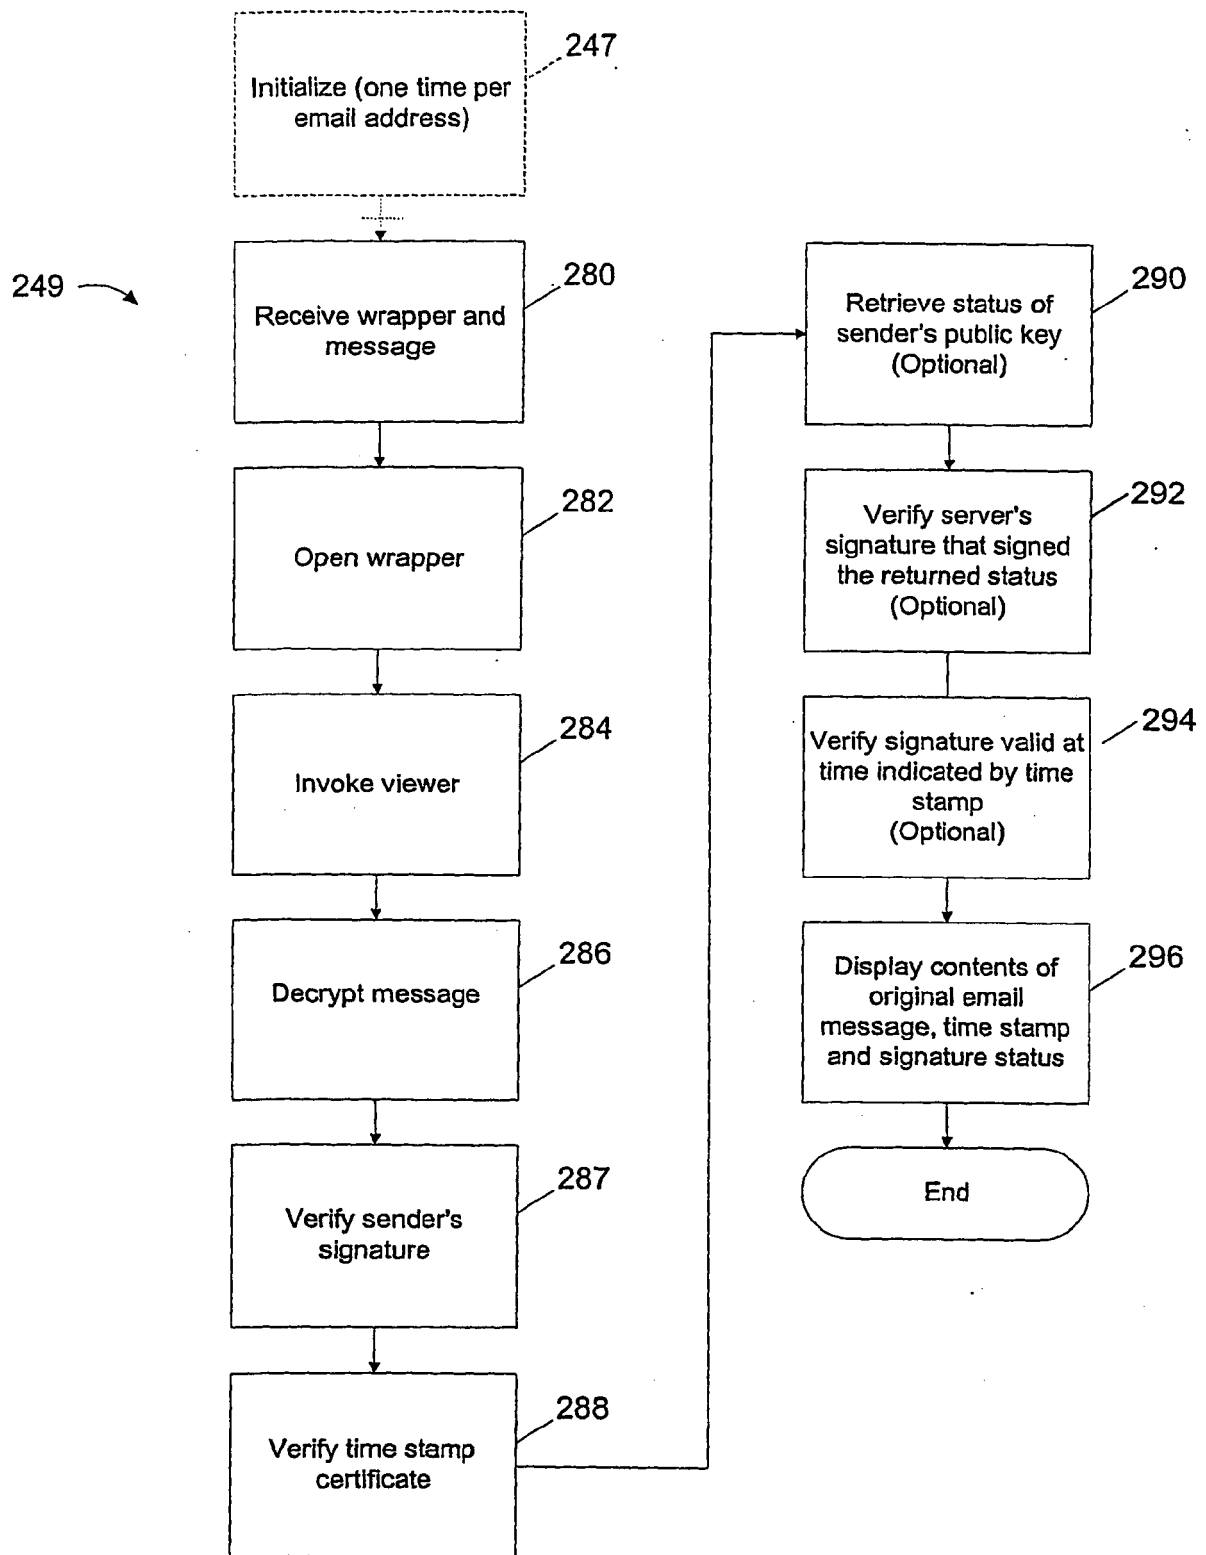 247
Initialize (one time per
email address)
249
280
Receive wrapper and
message
282
Open wrapper
284
Invoke viewer
286
Decrypt message
287
Verify sender's
signature
288
Verify time stamp
certificate
290
Retrieve status of
sender's public key
(Optional)
292
Verify server's
signature that signed
the returned status
(Optional)
294
Verify signature valid at
time indicated by time
stamp
(Optional)
296
Display contents of
original email
message, time stamp
and signature status
End